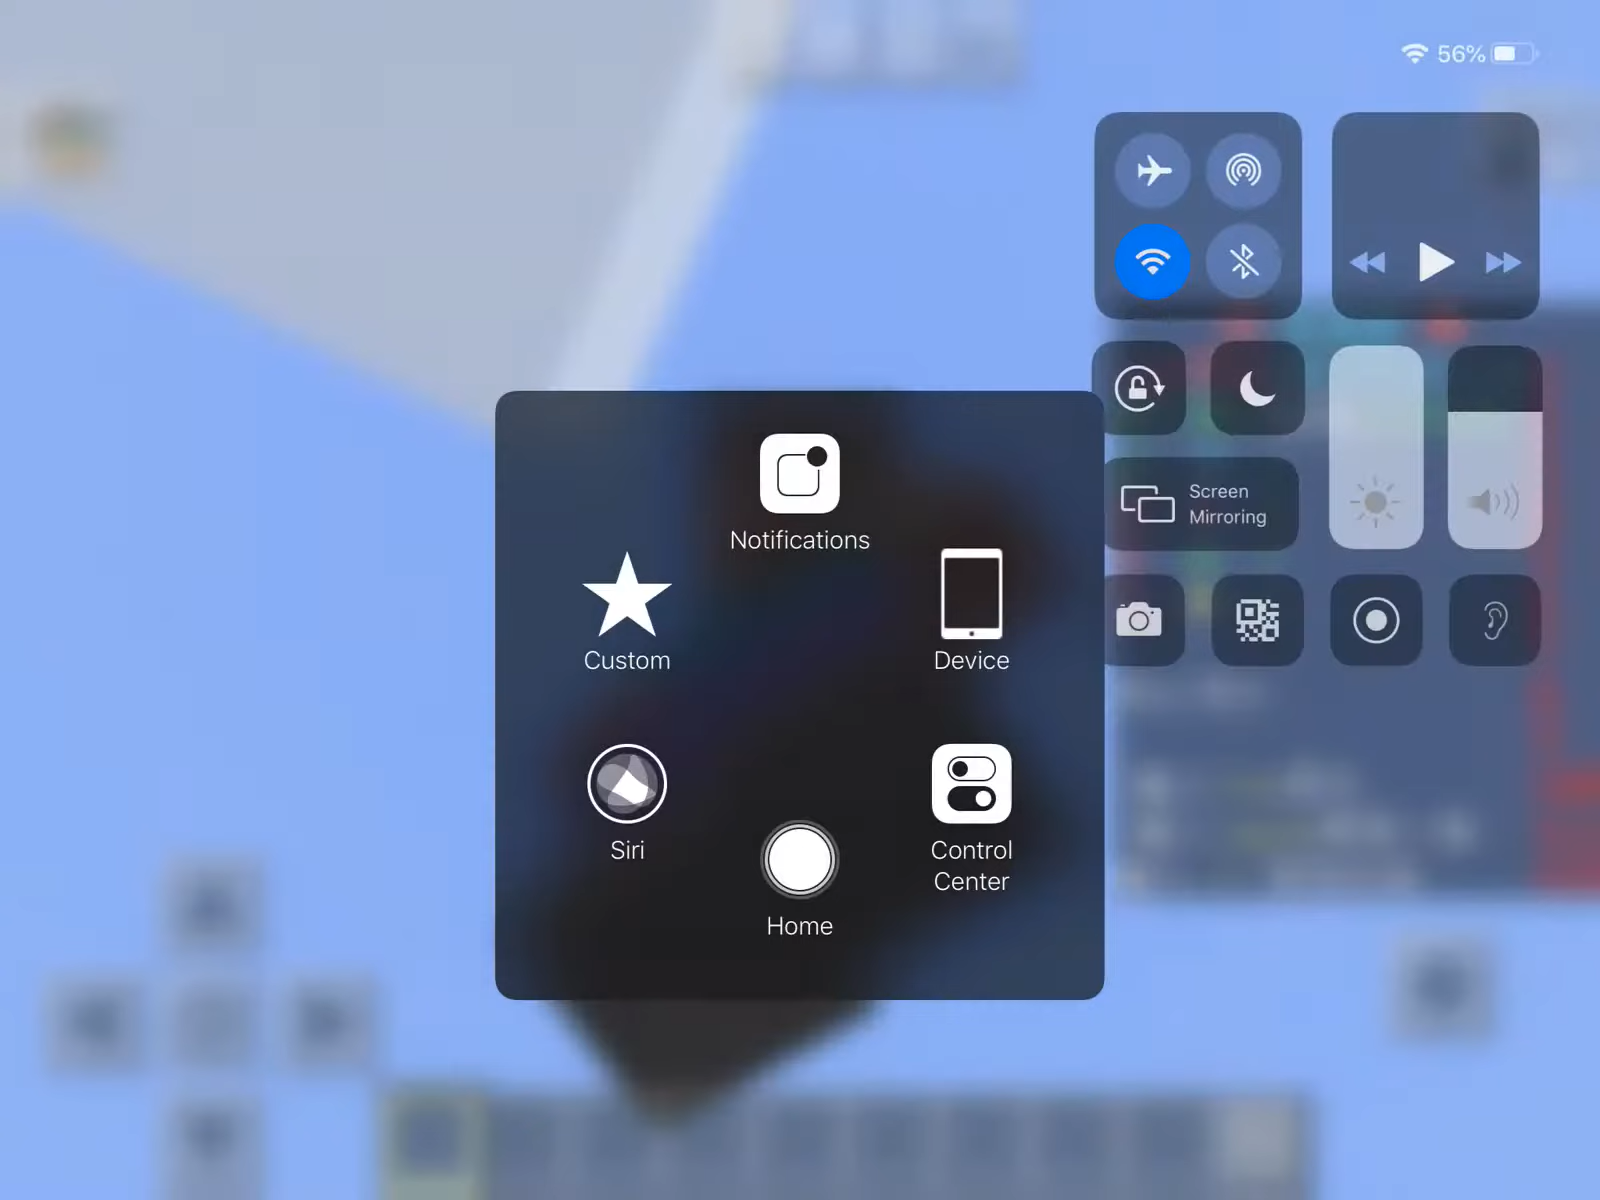 56%
Screen
Mirroring
Notifications
Custom
Device
Siri
Control
Center
Home